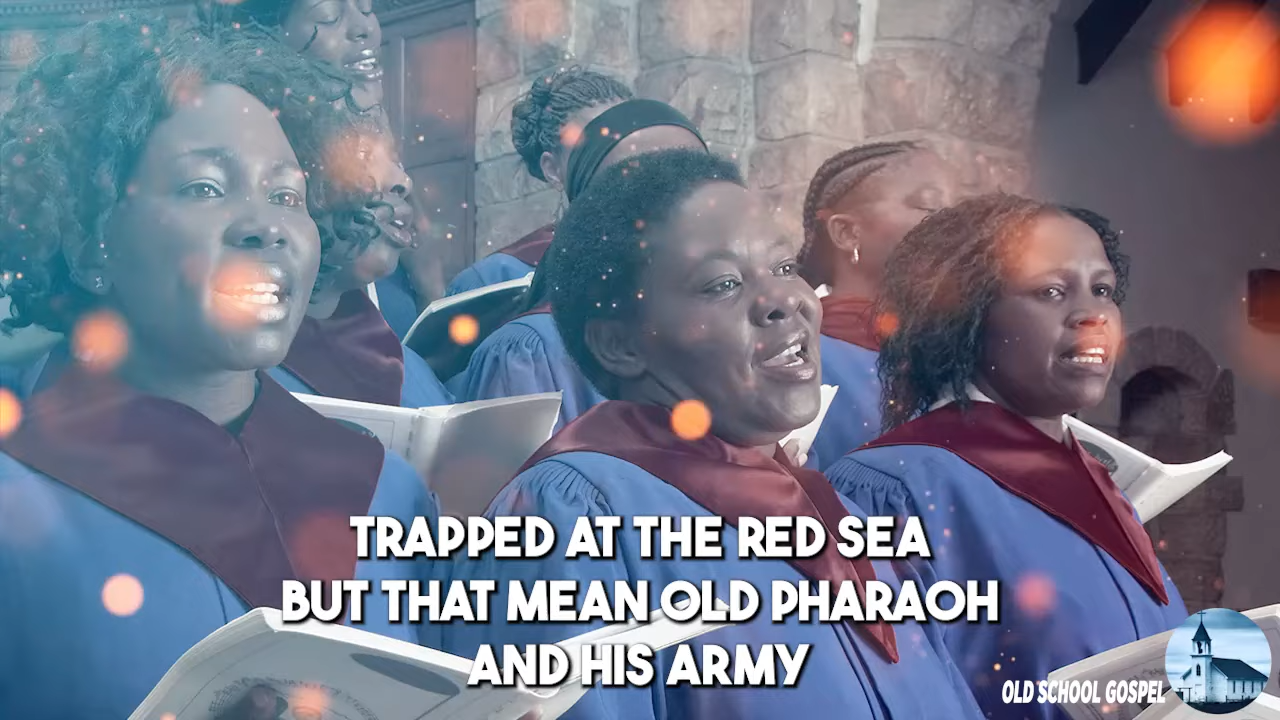 TRAPPED AT THE RED SEA
BUT THAT MEAN OLD PHARAOH
AND HIS ARMY
OLD SCHOOL GOSPEL